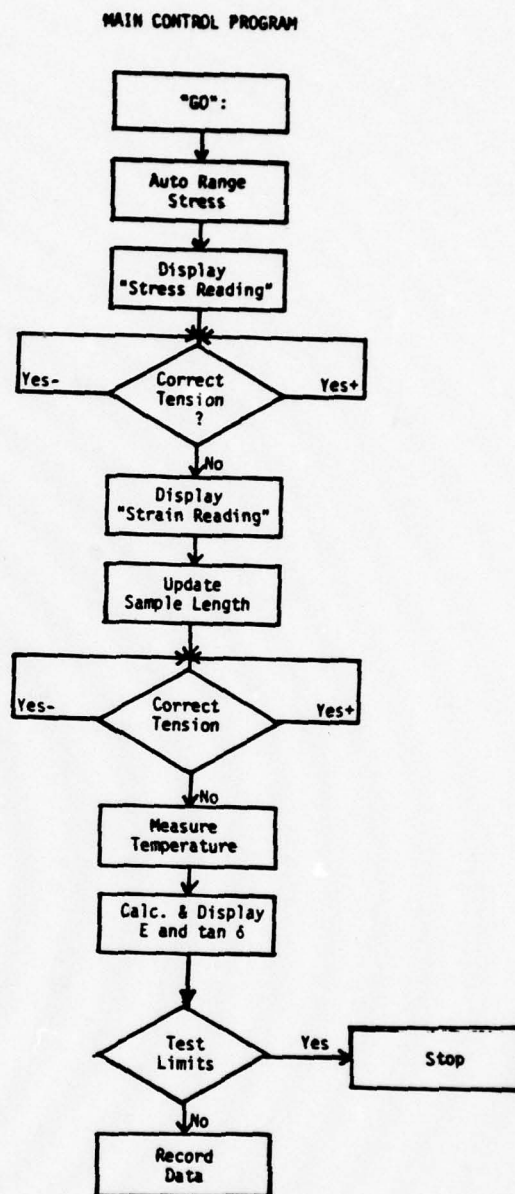 MAIN CONTROL PROGRAM
"GO":
Auto Range
Stress
Display
"Stress Reading"
Yes-
Correct
Tension
?
Yes+
No
Display
"Strain Reading"
Update
Sample Length
Yes-
Correct
Tension
Yes+
No
Measure
Temperature
Calc. & Display
E and tan δ
Test
Limits
Yes
Stop
No
Record
Data